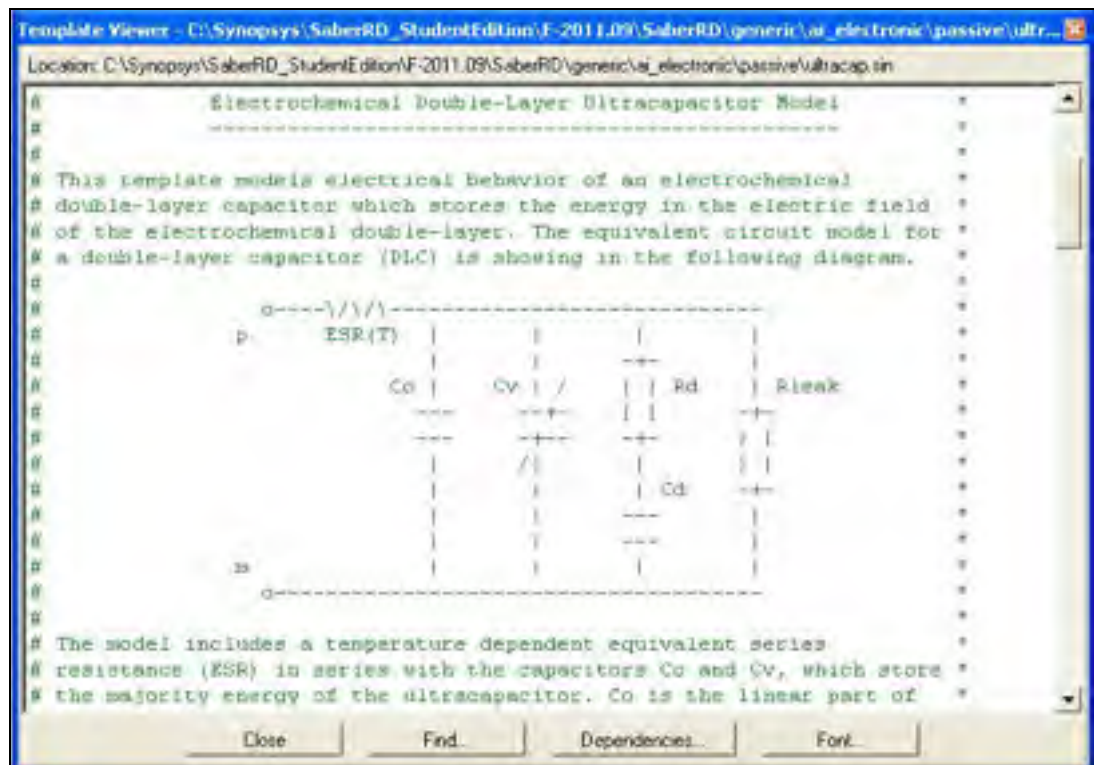 Template Viewer - C:\Synopsys\SaberRD_StudentEdition\F-2011.09\SaberRD\generic\ai_electronic\passive\ultr...
Location: C:\Synopsys\SaberRD_StudentEdition\F-2011.09\SaberRD\generic\ai_electronic\passive\ultracap.sin
# Electrochemical Double-Layer Ultracapacitor Model *
# ------------------------------------------------- *
# *
# This template models electrical behavior of an electrochemical *
# double-layer capacitor which stores the energy in the electric field *
# of the electrochemical double-layer. The equivalent circuit model for *
# a double-layer capacitor (DLC) is showing in the following diagram. *
# *
# o----\/\/\----------------------------- *
# p ESR(T) | | | | *
# | | -+- | *
# Co | Cv | / | | Rd | Rleak *
# --- --+- | | -+- *
# --- -+-- -+- | | *
# | /| | | | *
# | | | Cd -+- *
# | | --- | *
# | | --- | *
# m | | | | *
# o--------------------------------------- *
# *
# The model includes a temperature dependent equivalent series *
# resistance (ESR) in series with the capacitors Co and Cv, which store *
# the majority energy of the ultracapacitor. Co is the linear part of *
Close Find... Dependencies... Font...